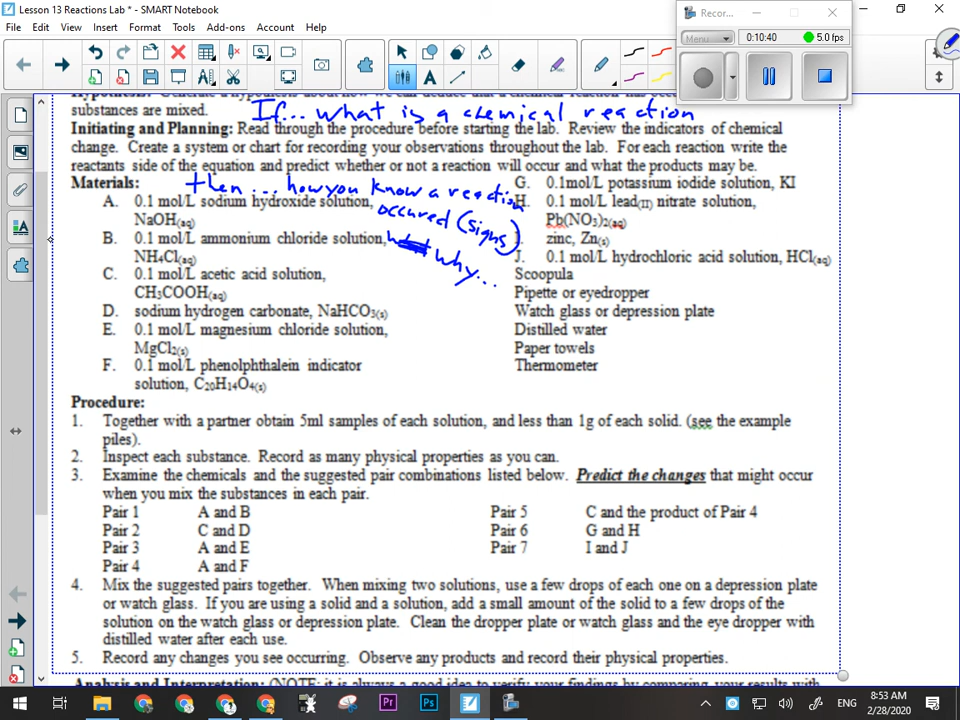 Lesson 13 Reactions Lab * - SMART Notebook
File Edit View Insert Format Tools Add-ons Account Help
Recor...
Menu 0:10:40 5.0 fps
substances are mixed. If... what is a chemical reaction
Initiating and Planning: Read through the procedure before starting the lab. Review the indicators of chemical
change. Create a system or chart for recording your observations throughout the lab. For each reaction write the
reactants side of the equation and predict whether or not a reaction will occur and what the products may be.
Materials:
then ... how you know a reaction
occured (signs)
why...
A. 0.1 mol/L sodium hydroxide solution,
NaOH(aq)
B. 0.1 mol/L ammonium chloride solution,
NH4Cl(aq)
C. 0.1 mol/L acetic acid solution,
CH3COOH(aq)
D. sodium hydrogen carbonate, NaHCO3(s)
E. 0.1 mol/L magnesium chloride solution,
MgCl2(s)
F. 0.1 mol/L phenolphthalein indicator
solution, C20H14O4(s)
G. 0.1mol/L potassium iodide solution, KI
H. 0.1 mol/L lead(II) nitrate solution,
Pb(NO3)2(aq)
I. zinc, Zn(s)
J. 0.1 mol/L hydrochloric acid solution, HCl(aq)
Scoopula
Pipette or eyedropper
Watch glass or depression plate
Distilled water
Paper towels
Thermometer
Procedure:
1. Together with a partner obtain 5ml samples of each solution, and less than 1g of each solid. (see the example
piles).
2. Inspect each substance. Record as many physical properties as you can.
3. Examine the chemicals and the suggested pair combinations listed below. Predict the changes that might occur
when you mix the substances in each pair.
Pair 1 A and B
Pair 2 C and D
Pair 3 A and E
Pair 4 A and F
Pair 5 C and the product of Pair 4
Pair 6 G and H
Pair 7 I and J
4. Mix the suggested pairs together. When mixing two solutions, use a few drops of each one on a depression plate
or watch glass. If you are using a solid and a solution, add a small amount of the solid to a few drops of the
solution on the watch glass or depression plate. Clean the dropper plate or watch glass and the eye dropper with
distilled water after each use.
5. Record any changes you see occurring. Observe any products and record their physical properties.
8:53 AM
2/28/2020